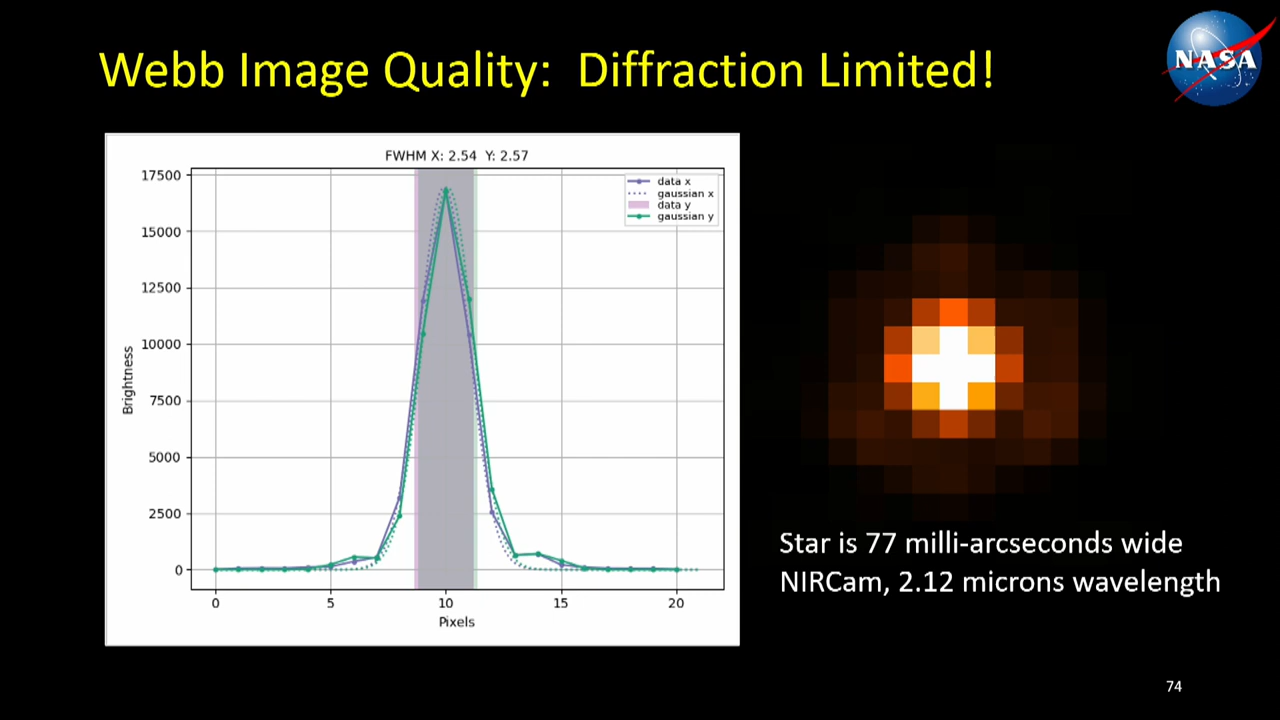 Webb Image Quality: Diffraction Limited!
NASA
FWHM X: 2.54 Y: 2.57
17500
15000
12500
10000
7500
5000
2500
0
Brightness
data x
gaussian x
data y
gaussian y
0 5 10 15 20
Pixels
Star is 77 milli-arcseconds wide
NIRCam, 2.12 microns wavelength
74